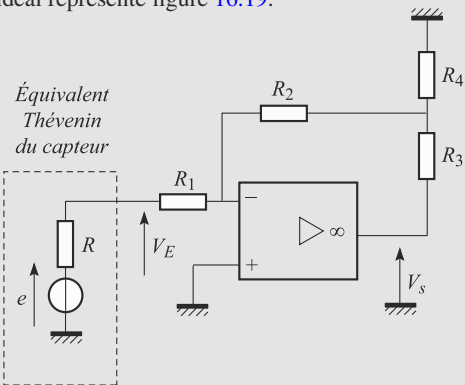 idéal représenté figure 16.19.
Équivalent
Thévenin
du capteur
R₄
R₂
R₃
R₁
−
▷ ∞
+
R
V_E
e
V_s